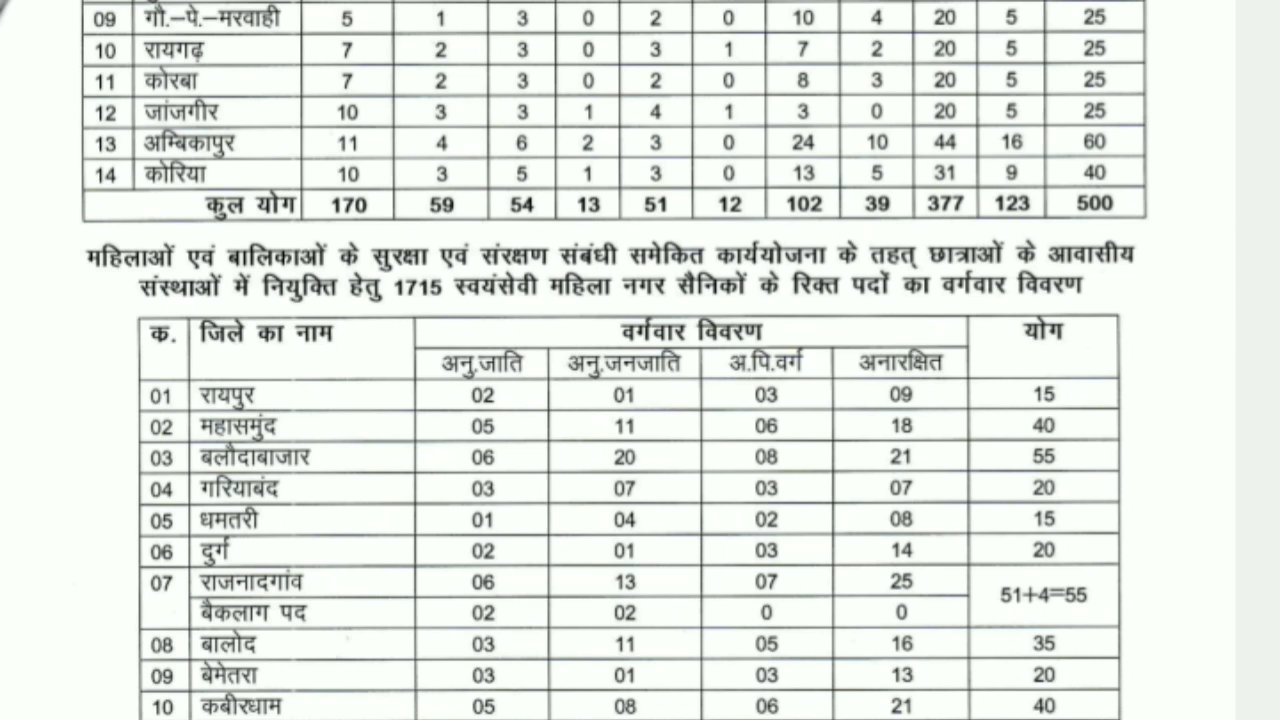 09 गौ.–पे.–मरवाही 5 1 3 0 2 0 10 4 20 5 25
10 रायगढ़ 7 2 3 0 3 1 7 2 20 5 25
11 कोरबा 7 2 3 0 2 0 8 3 20 5 25
12 जांजगीर 10 3 3 1 4 1 3 0 20 5 25
13 अम्बिकापुर 11 4 6 2 3 0 24 10 44 16 60
14 कोरिया 10 3 5 1 3 0 13 5 31 9 40
कुल योग 170 59 54 13 51 12 102 39 377 123 500
महिलाओं एवं बालिकाओं के सुरक्षा एवं संरक्षण संबंधी समेकित कार्ययोजना के तहत् छात्राओं के आवासीय
संस्थाओं में नियुक्ति हेतु 1715 स्वयंसेवी महिला नगर सैनिकों के रिक्त पदों का वर्गवार विवरण
क. जिले का नाम वर्गवार विवरण योग
अनु.जाति अनु.जनजाति अ.पि.वर्ग अनारक्षित
01 रायपुर 02 01 03 09 15
02 महासमुंद 05 11 06 18 40
03 बलौदाबाजार 06 20 08 21 55
04 गरियाबंद 03 07 03 07 20
05 धमतरी 01 04 02 08 15
06 दुर्ग 02 01 03 14 20
07 राजनादगांव 06 13 07 25 51+4=55
बैकलाग पद 02 02 0 0
08 बालोद 03 11 05 16 35
09 बेमेतरा 03 01 03 13 20
10 कबीरधाम 05 08 06 21 40